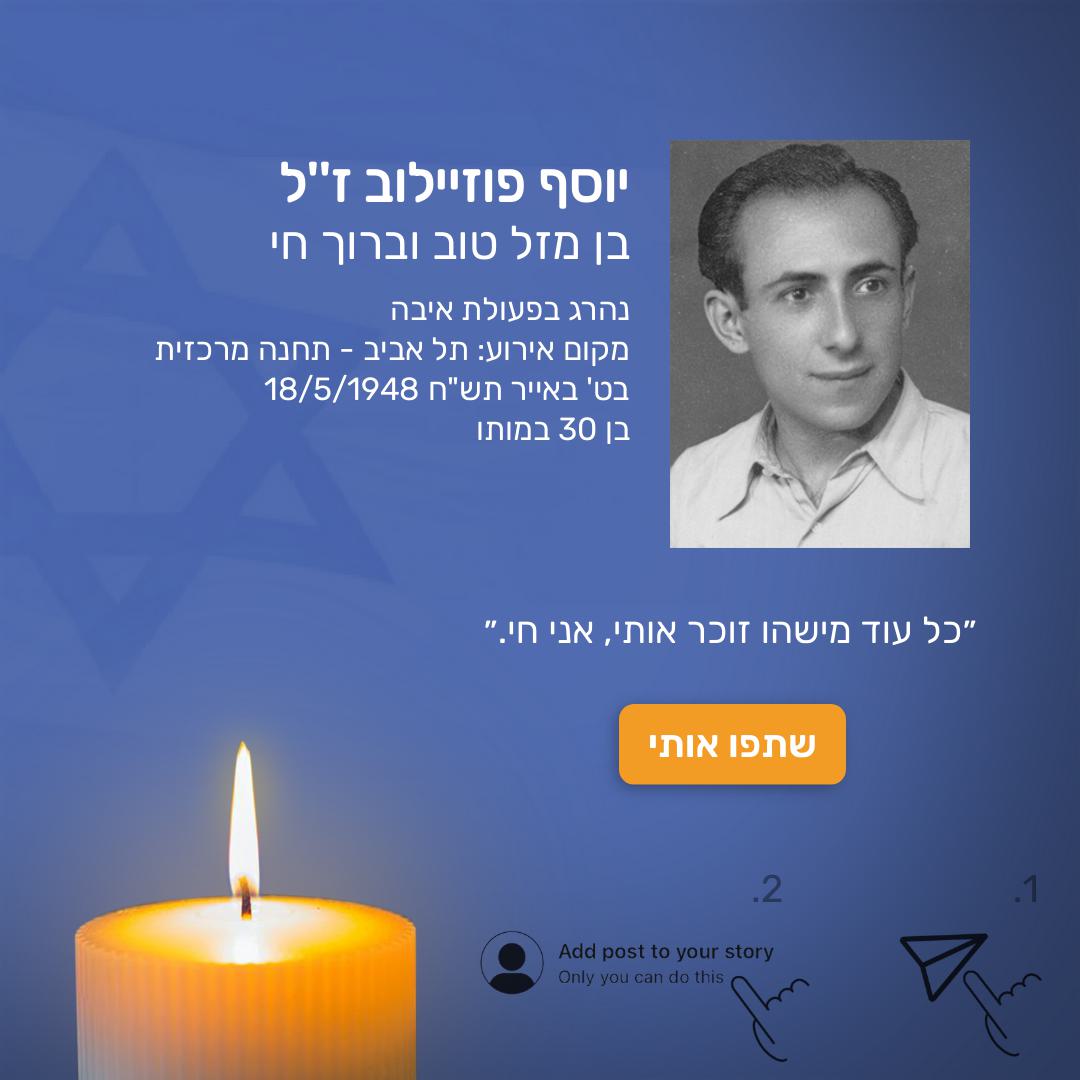 יוסף פוזיילוב ז"ל
בן מזל טוב וברוך חי
נהרג בפעולת איבה
מקום אירוע: תל אביב - תחנה מרכזית
בט' באייר תש"ח 18/5/1948
בן 30 במותו
״כל עוד מישהו זוכר אותי, אני חי.״
שתפו אותי
1.
2.
Add post to your story
Only you can do this